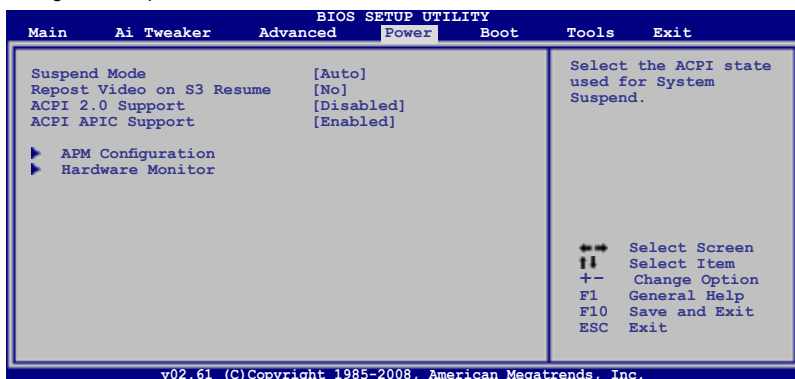 BIOS SETUP UTILITY
Main Ai Tweaker Advanced Power Boot Tools Exit
Suspend Mode [Auto]
Repost Video on S3 Resume [No]
ACPI 2.0 Support [Disabled]
ACPI APIC Support [Enabled]
APM Configuration
Hardware Monitor
Select the ACPI state
used for System
Suspend.
Select Screen
Select Item
+- Change Option
F1 General Help
F10 Save and Exit
ESC Exit
v02.61 (C)Copyright 1985-2008, American Megatrends, Inc.